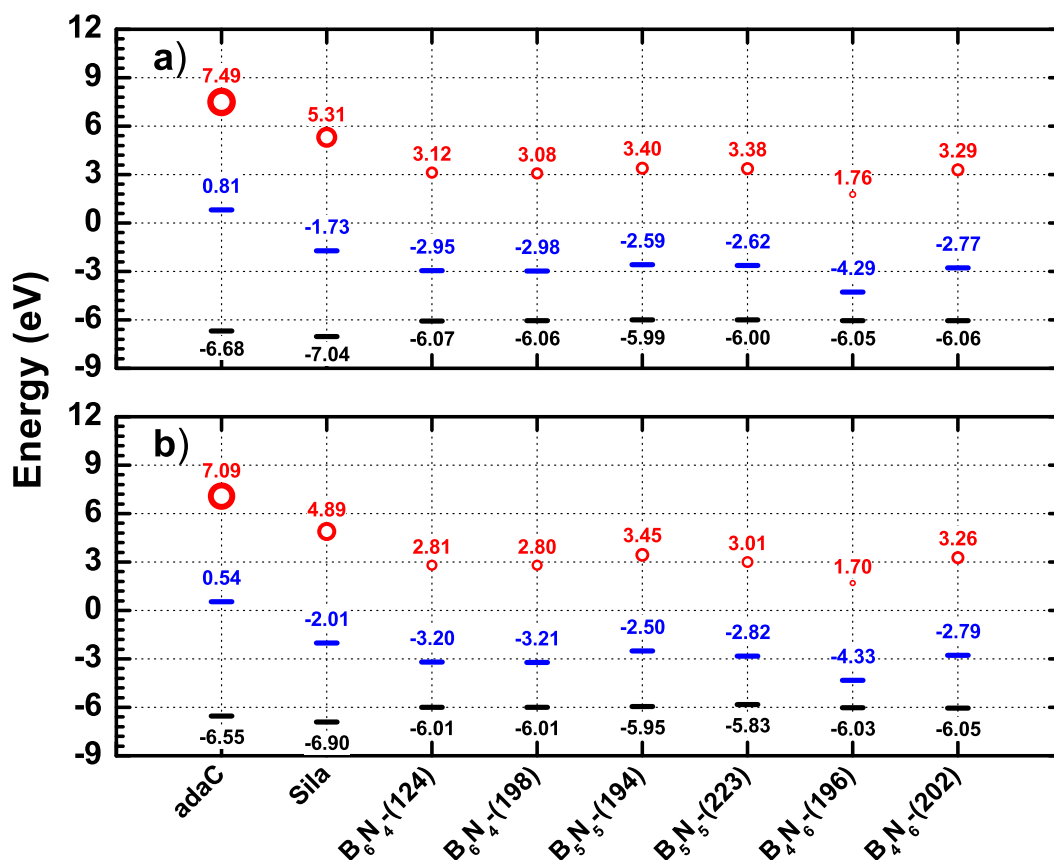 12
a)
7.49
9
5.31
6
3.12 3.08 3.40 3.38 3.29
3
1.76
0.81
0
-1.73
-2.95 -2.98 -2.59 -2.62 -2.77
-3
-4.29
-6
-6.68 -7.04 -6.07 -6.06 -5.99 -6.00 -6.05 -6.06
-9
Energy (eV)
12
b)
7.09
9
4.89
6
2.81 2.80 3.45 3.01 3.26
3
1.70
0.54
0
-2.01
-3.20 -3.21 -2.50 -2.82 -2.79
-3
-4.33
-6
-6.55 -6.90 -6.01 -6.01 -5.95 -5.83 -6.03 -6.05
-9
adaC
Sila
B₆N₄-(124)
B₆N₄-(198)
B₅N₅-(194)
B₅N₅-(223)
B₄N₆-(196)
B₄N₆-(202)